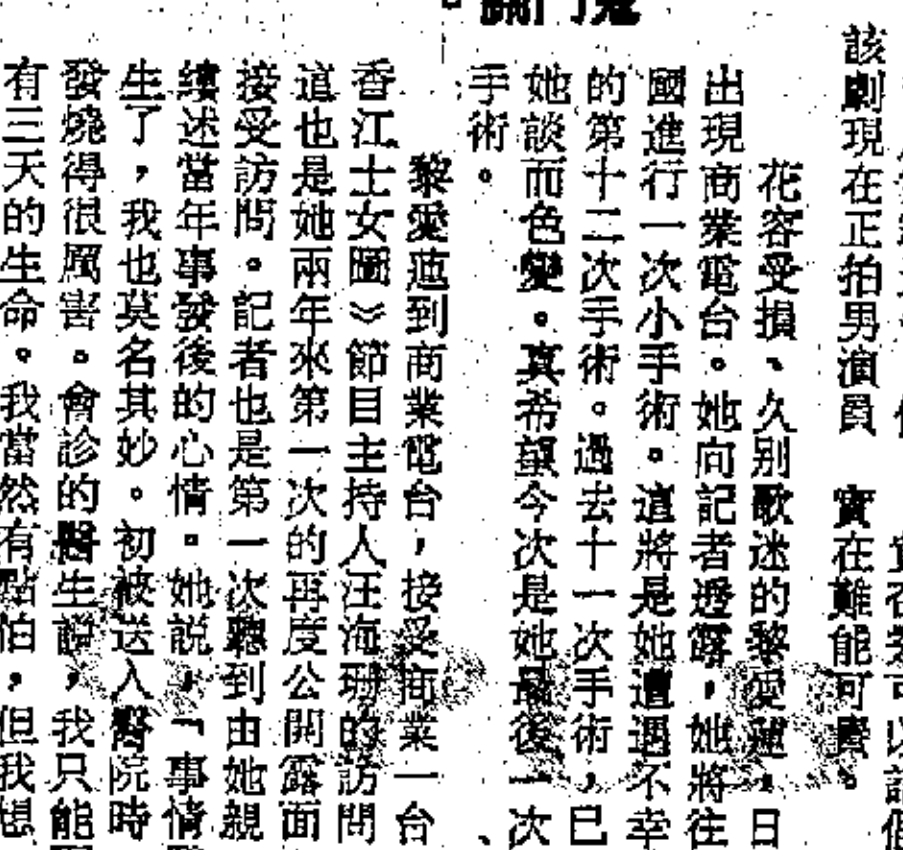 該劇現在正拍男演員
實在難能可貴。
花容受損、久別歌迷的黎愛蓮，日
出現商業電台。她向記者透露，她將往
國進行一次小手術。這將是她遭遇不幸
的第十二次手術。過去十一次手術，已
她談而色變。真希望今次是她最後一次
手術。
黎愛蓮到商業電台，接受商業一台
香江士女圖》節目主持人汪海珊的訪問
道也是她兩年來第一次的再度公開露面
接受訪問。記者也是第一次聽到由她親
續述當年事發後的心情。她說，「事情
生了，我也莫名其妙。初被送入醫院時
發燒得很厲害。會診的醫生說，我只能
有三天的生命。我當然有點怕，但我想